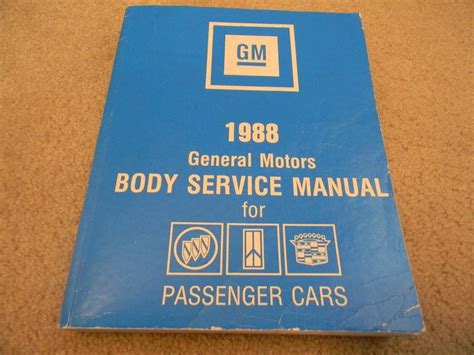 GM
1988
General Motors
BODY SERVICE MANUAL
for
PASSENGER CARS